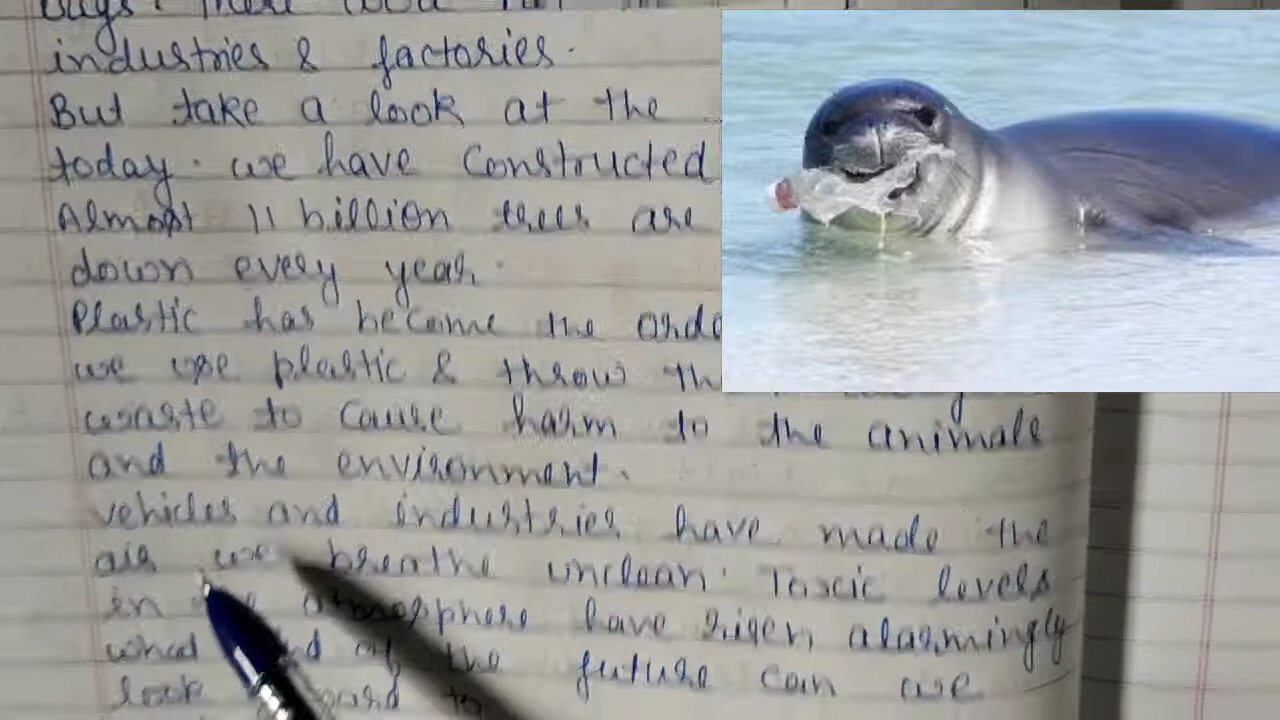 industries & factories.
But take a look at the
today. we have constructed
Almost 11 billion trees are
down every year.
Plastic has become the
we use plastic & throw
waste to cause harm to the animals
and the environment.
vehicles and industries have made the
air we breathe unclean. Toxic levels
in the atmosphere have risen alarmingly
what of the future can we
look